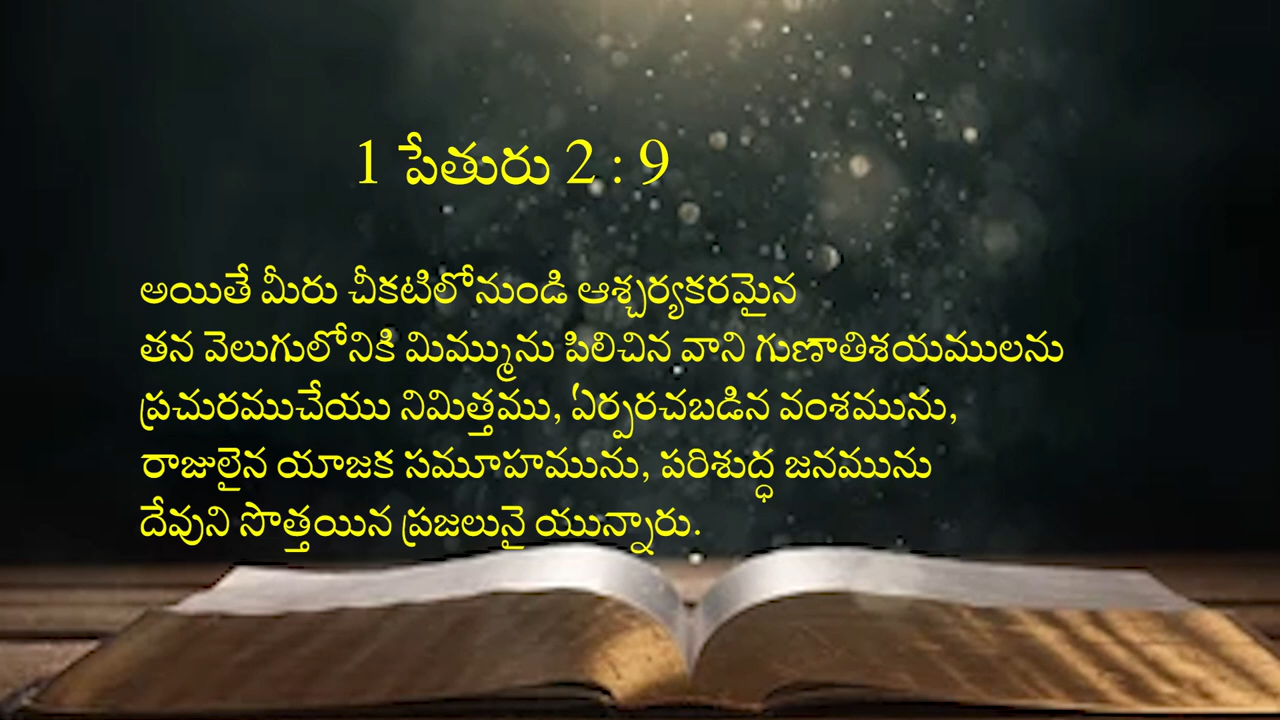 1 పేతురు 2 : 9
అయితే మీరు చీకటిలోనుండి ఆశ్చర్యకరమైన
తన వెలుగులోనికి మిమ్మును పిలిచిన వాని గుణాతిశయములను
ప్రచురముచేయు నిమిత్తము, ఏర్పరచబడిన వంశమును,
రాజులైన యాజక సమూహమును, పరిశుద్ధ జనమును
దేవుని సొత్తయిన ప్రజలునై యున్నారు.